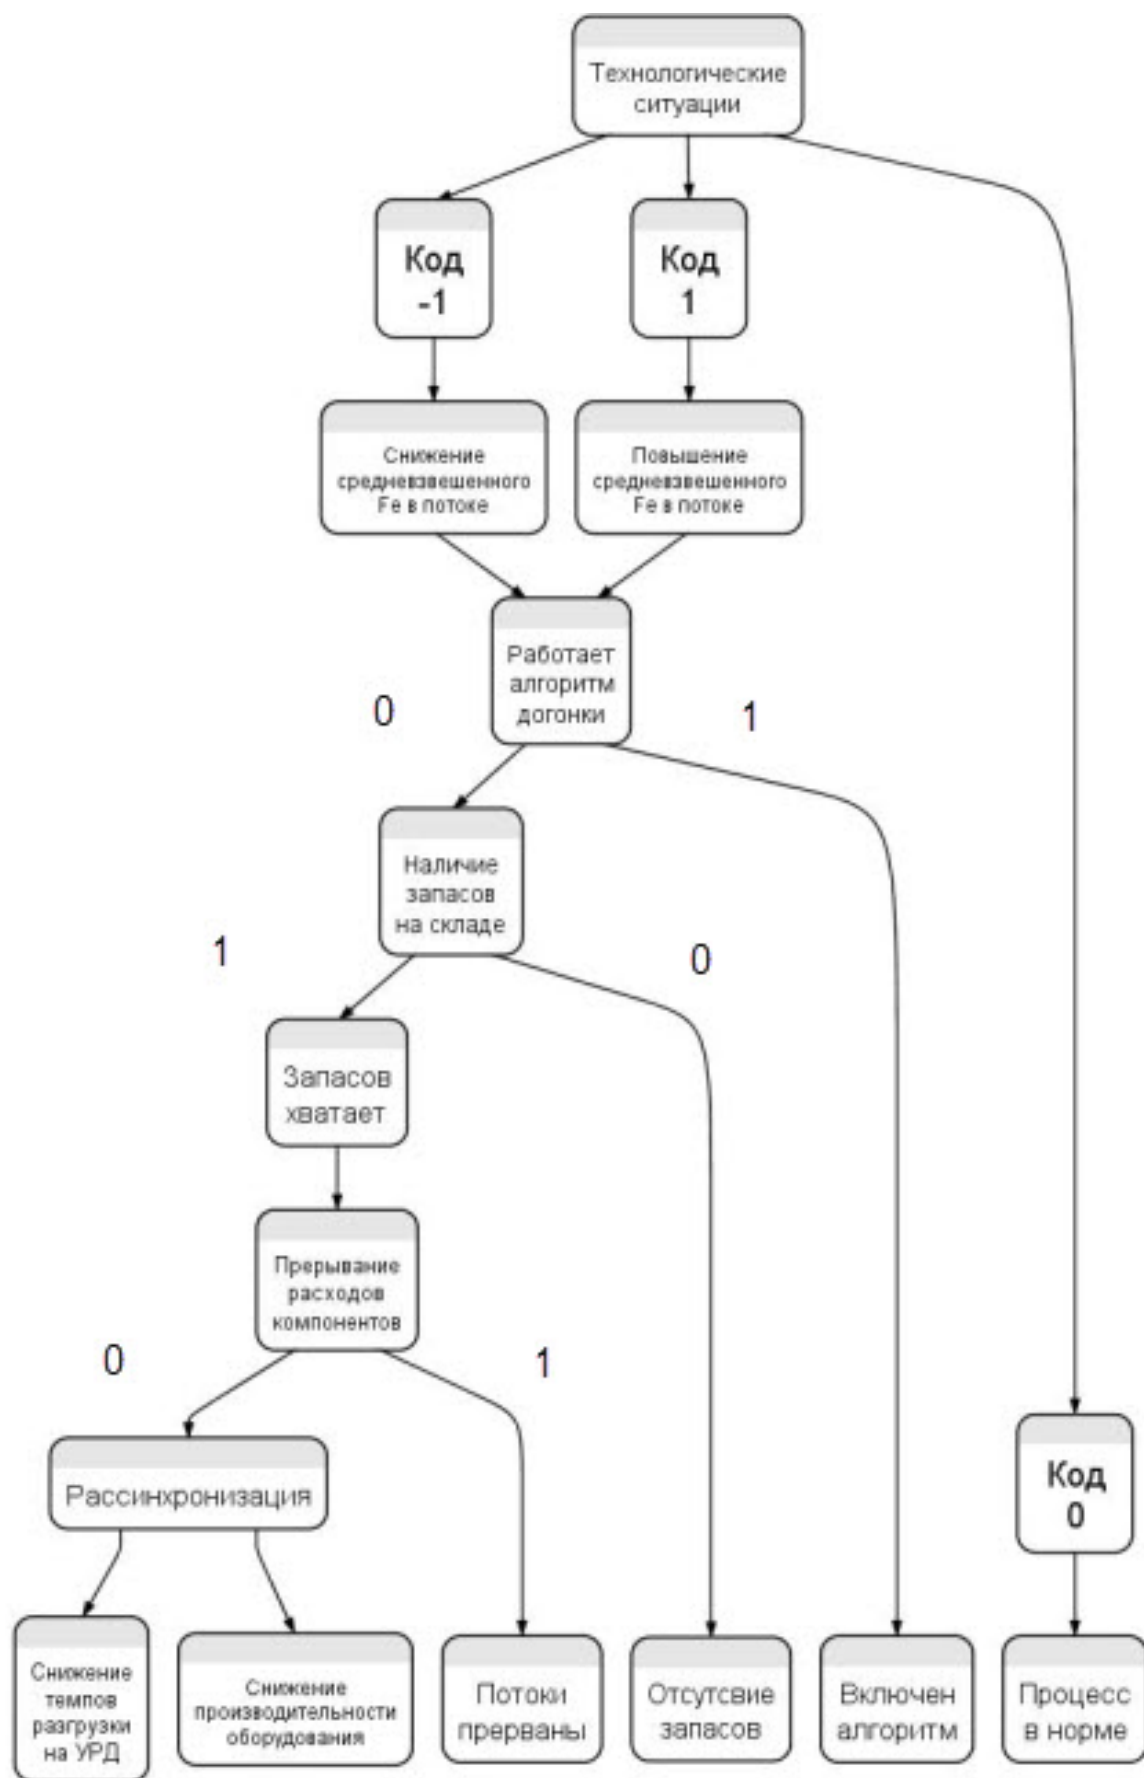 Технологические
ситуации
Код
-1
Код
1
Снижение
средневзвешенного
Fe в потоке
Повышение
средневзвешенного
Fe в потоке
Работает
алгоритм
догонки
0
1
Наличие
запасов
на складе
1
0
Запасов
хватает
Прерывание
расходов
компонентов
0
1
Рассинхронизация
Код
0
Снижение
темпов
разгрузки
на УРД
Снижение
производительности
оборудования
Потоки
прерваны
Отсутсвие
запасов
Включен
алгоритм
Процесс
в норме